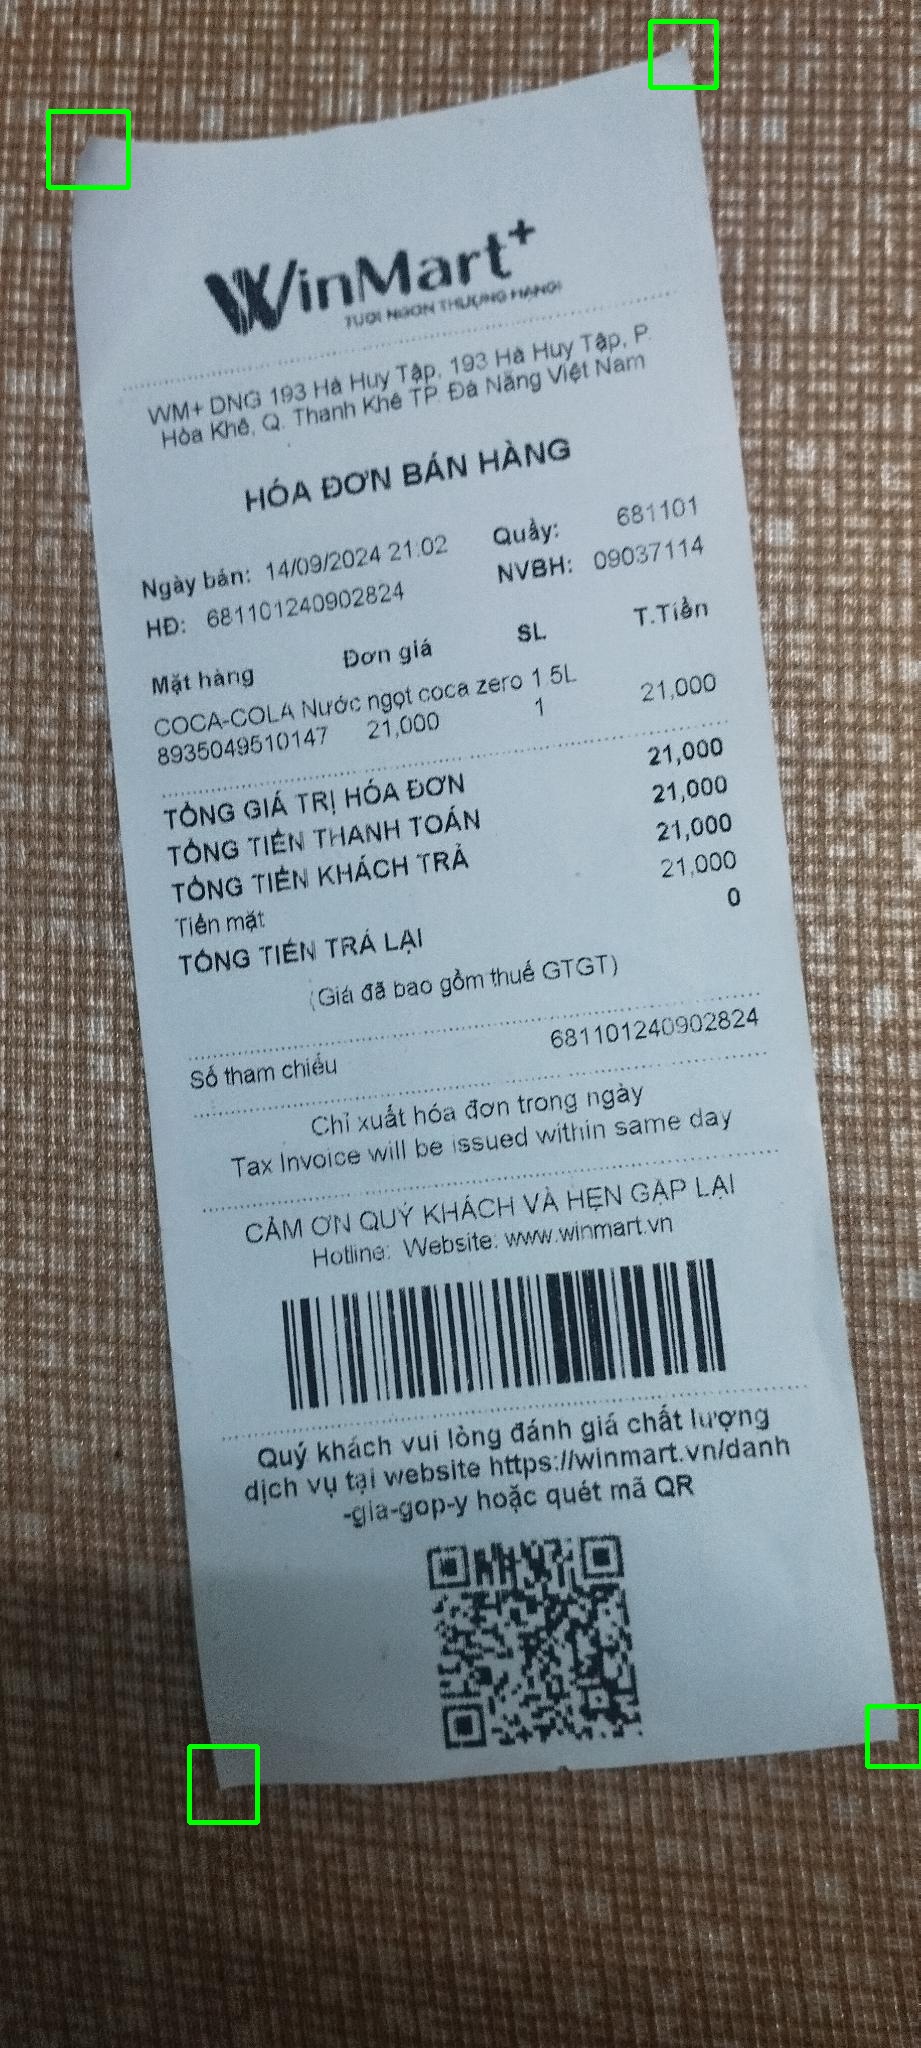 WinMart+
TƯƠI NGON THƯỢNG HẠNG!
WM+ DNG 193 Hà Huy Tập, 193 Hà Huy Tập, P.
Hòa Khê, Q. Thanh Khê TP. Đà Nẵng Việt Nam
HÓA ĐƠN BÁN HÀNG
Ngày bán: 14/09/2024 21:02 Quầy: 681101
HĐ: 681101240902824 NVBH: 09037114
Mặt hàng Đơn giá SL T.Tiền
COCA-COLA Nước ngọt coca zero 1.5L
8935049510147 21,000 1 21,000
TỔNG GIÁ TRỊ HÓA ĐƠN 21,000
TỔNG TIỀN THANH TOÁN 21,000
TỔNG TIỀN KHÁCH TRẢ 21,000
Tiền mặt 21,000
TỔNG TIỀN TRẢ LẠI 0
(Giá đã bao gồm thuế GTGT)
Số tham chiếu 681101240902824
Chỉ xuất hóa đơn trong ngày
Tax Invoice will be issued within same day
CẢM ƠN QUÝ KHÁCH VÀ HẸN GẶP LẠI
Hotline: Website: www.winmart.vn
Quý khách vui lòng đánh giá chất lượng
dịch vụ tại website https://winmart.vn/danh
-gia-gop-y hoặc quét mã QR